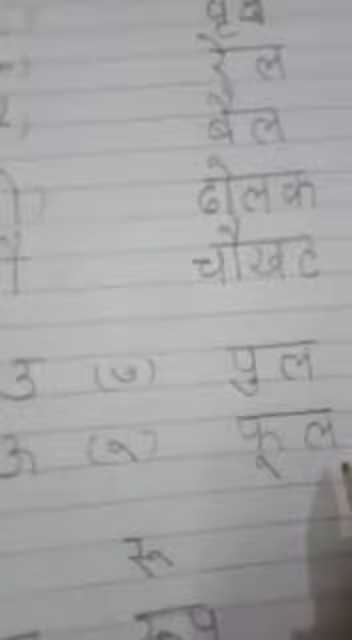 रेल
बैल
ढोलक
चौखट
उ (ु) पुल
ऊ (ू) फूल
रू
रूप